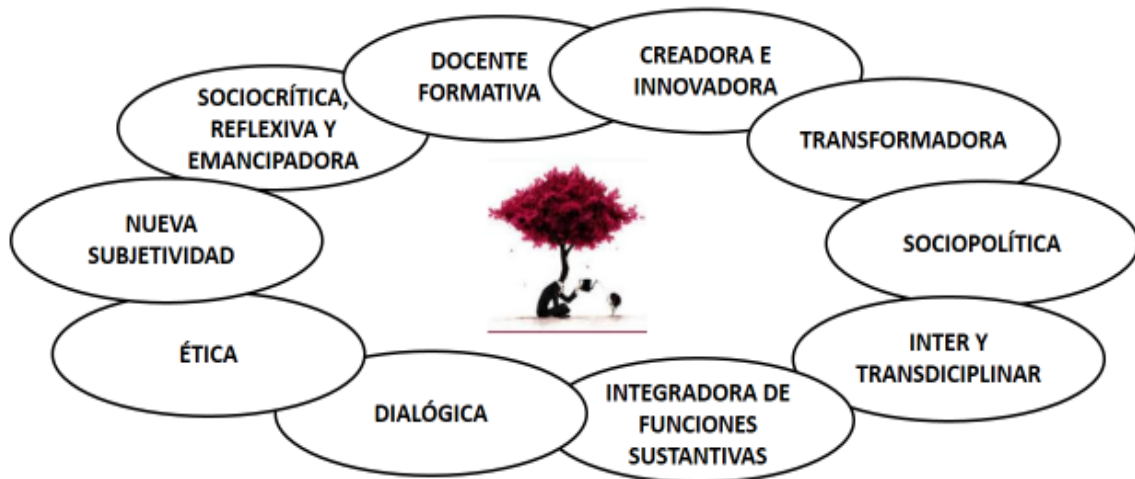 DOCENTE
FORMATIVA
CREADORA E
INNOVADORA
TRANSFORMADORA
SOCIOPOLÍTICA
INTER Y
TRANSDICIPLINAR
INTEGRADORA DE
FUNCIONES
SUSTANTIVAS
DIALÓGICA
ÉTICA
NUEVA
SUBJETIVIDAD
SOCIOCRÍTICA,
REFLEXIVA Y
EMANCIPADORA